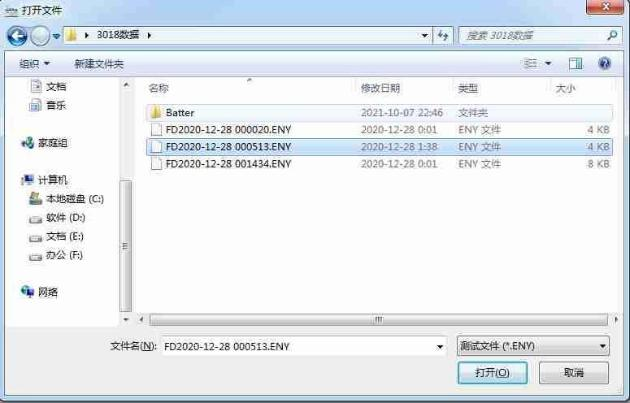 打开文件
3018数据
搜索 3018数据
组织 新建文件夹
名称 修改日期 类型 大小
文档
音乐
家庭组
计算机
本地磁盘 (C:)
软件 (D:)
文档 (E:)
办公 (F:)
网络
Batter 2021-10-07 22:46 文件夹
FD2020-12-28 000020.ENY 2020-12-28 0:01 ENY 文件 4 KB
FD2020-12-28 000513.ENY 2020-12-28 1:38 ENY 文件 4 KB
FD2020-12-28 001434.ENY 2020-12-28 0:01 ENY 文件 8 KB
文件名(N): FD2020-12-28 000513.ENY 测试文件 (*.ENY)
打开(O) 取消